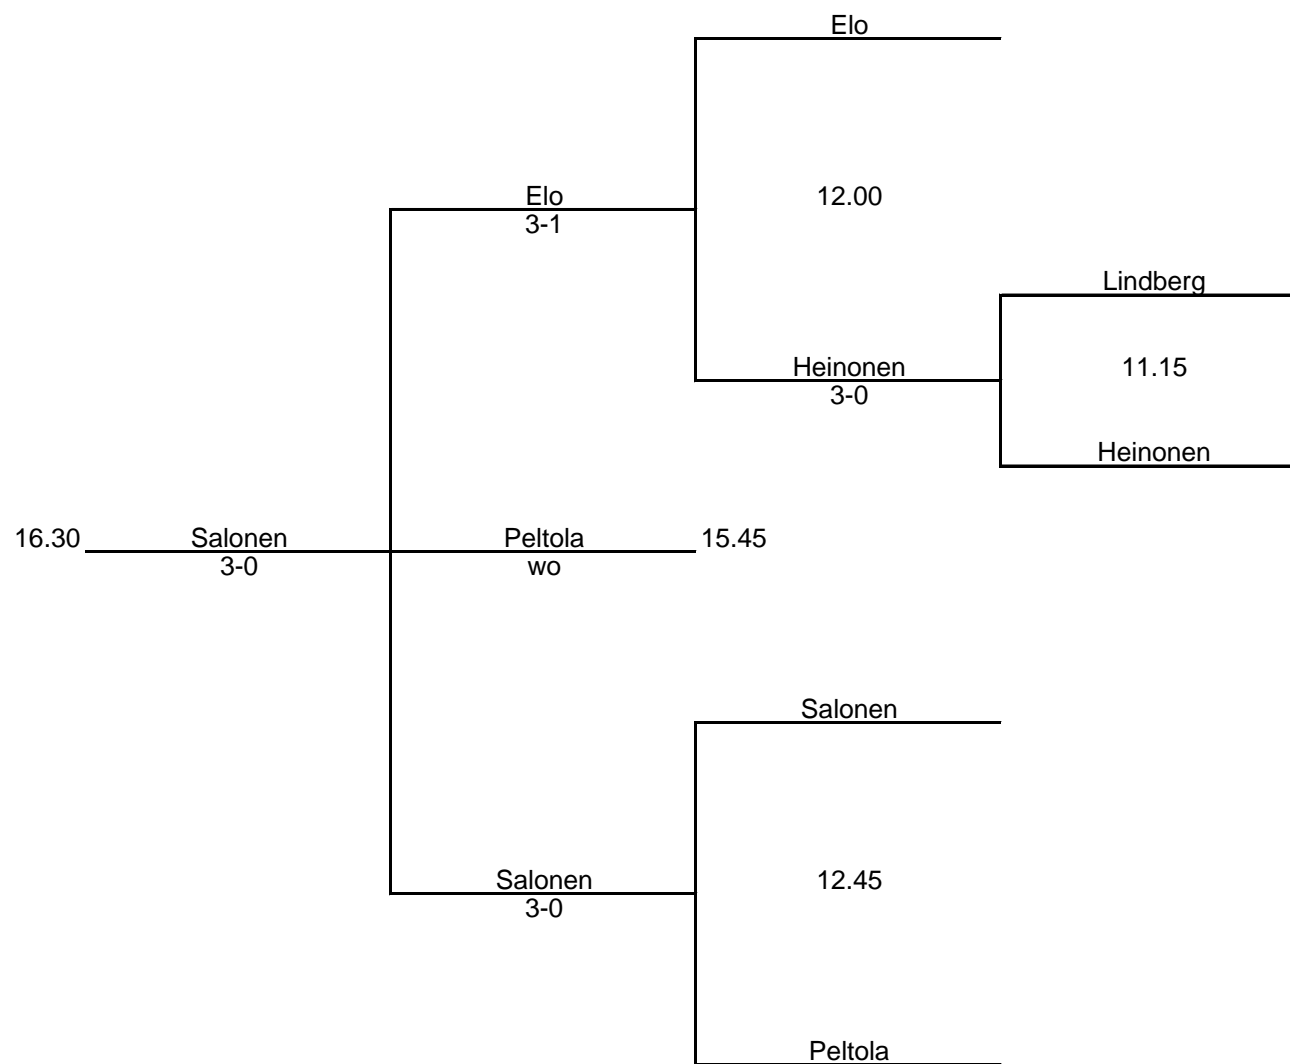 Elo
Elo
12.00
3-1
Lindberg
Heinonen
11.15
3-0
Heinonen
16.30
Salonen
Peltola
15.45
3-0
wo
Salonen
Salonen
12.45
3-0
Peltola